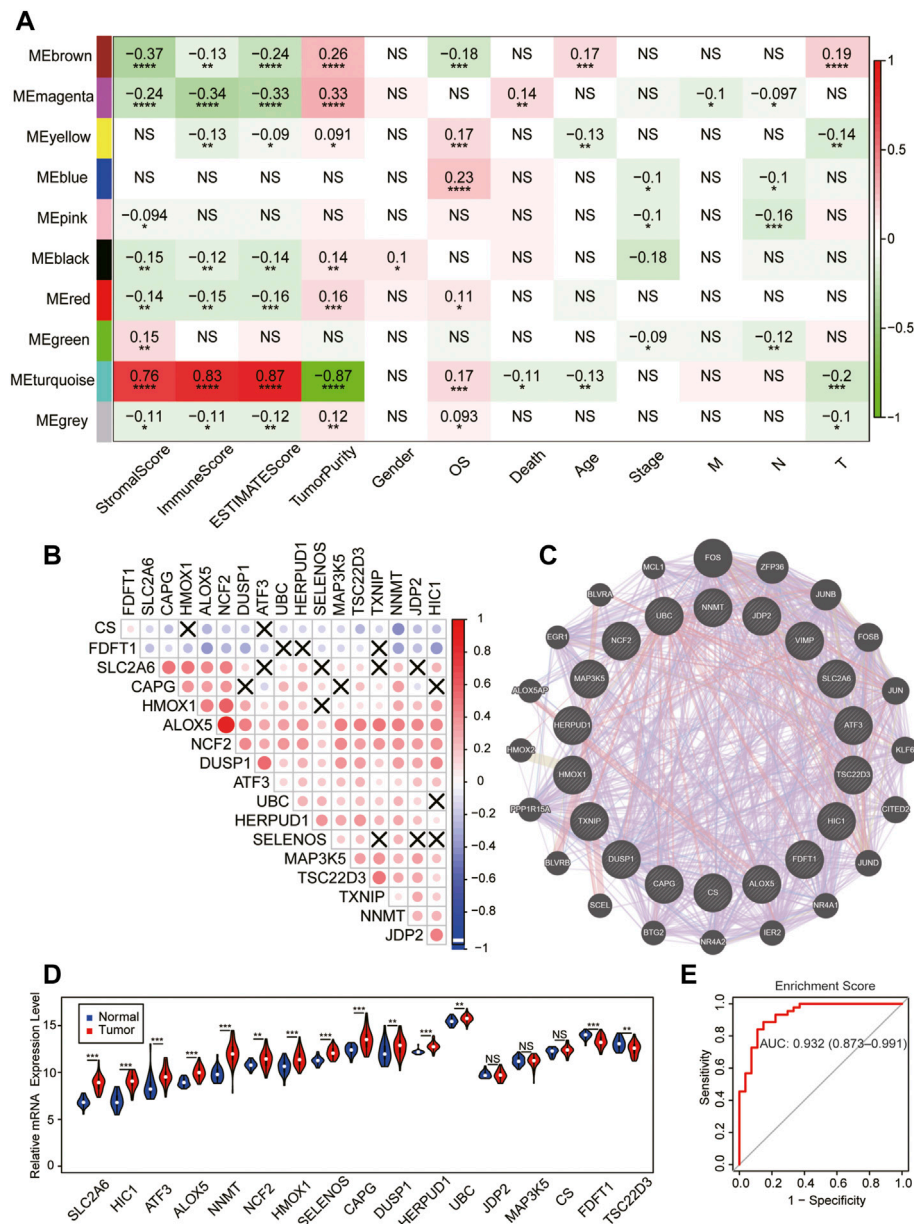 A
MEbrown −0.37 **** −0.13 ** −0.24 **** 0.26 **** NS −0.18 *** NS 0.17 *** NS NS NS 0.19 ****
MEmagenta −0.24 **** −0.34 **** −0.33 **** 0.33 **** NS NS 0.14 ** NS NS −0.1 * −0.097 * NS
MEyellow NS −0.13 ** −0.09 * 0.091 * NS 0.17 *** NS −0.13 ** NS NS NS −0.14 **
MEblue NS NS NS NS NS 0.23 **** NS NS −0.1 * NS −0.1 * NS
MEpink −0.094 * NS NS NS NS NS NS NS −0.1 * NS −0.16 *** NS
MEblack −0.15 ** −0.12 ** −0.14 ** 0.14 ** 0.1 * NS NS NS −0.18 NS NS NS
MEred −0.14 ** −0.15 ** −0.16 *** 0.16 *** NS 0.11 * NS NS NS NS NS NS
MEgreen 0.15 ** NS NS NS NS NS NS NS −0.09 * NS −0.12 ** NS
MEturquoise 0.76 **** 0.83 **** 0.87 **** −0.87 **** NS 0.17 *** −0.11 * −0.13 ** NS NS NS −0.2 ***
MEgrey −0.11 * −0.11 * −0.12 ** 0.12 ** NS 0.093 * NS NS NS NS NS −0.1 *
1
0.5
0
−0.5
−1
StromalScore ImmuneScore ESTIMATEScore TumorPurity Gender OS Death Age Stage M N T
B
FDFT1 SLC2A6 CAPG HMOX1 ALOX5 NCF2 DUSP1 ATF3 UBC HERPUD1 SELENOS MAP3K5 TSC22D3 TXNIP NNMT JDP2 HIC1
CS
FDFT1
SLC2A6
CAPG
HMOX1
ALOX5
NCF2
DUSP1
ATF3
UBC
HERPUD1
SELENOS
MAP3K5
TSC22D3
TXNIP
NNMT
JDP2
1
0.8
0.6
0.4
0.2
0
−0.2
−0.4
−0.6
−0.8
−1
C
FOS
MCL1 ZFP36
BLVRA JUNB
UBC NNMT JDP2
EGR1 NCF2 VIMP FOSB
ALOX5AP MAP3K5 SLC2A6 JUN
HERPUD1 ATF3
HMOX2 HMOX1 TSC22D3 KLF6
PPP1R15A TXNIP HIC1 CITED2
BLVRB DUSP1 FDFT1 JUND
CAPG CS ALOX5
SCEL NR4A1
BTG2 NR4A2 IER2
D
Relative mRNA Expression Level
15
10
5
0
Normal
Tumor
*** *** *** *** *** ** *** *** *** ** *** ** NS NS NS *** **
SLC2A6 HIC1 ATF3 ALOX5 NNMT NCF2 HMOX1 SELENOS CAPG DUSP1 HERPUD1 UBC JDP2 MAP3K5 CS FDFT1 TSC22D3
E
Enrichment Score
AUC: 0.932 (0.873−0.991)
Sensitivity
1.0
0.8
0.6
0.4
0.2
0.0
0.0 0.2 0.4 0.6 0.8 1.0
1 − Specificity